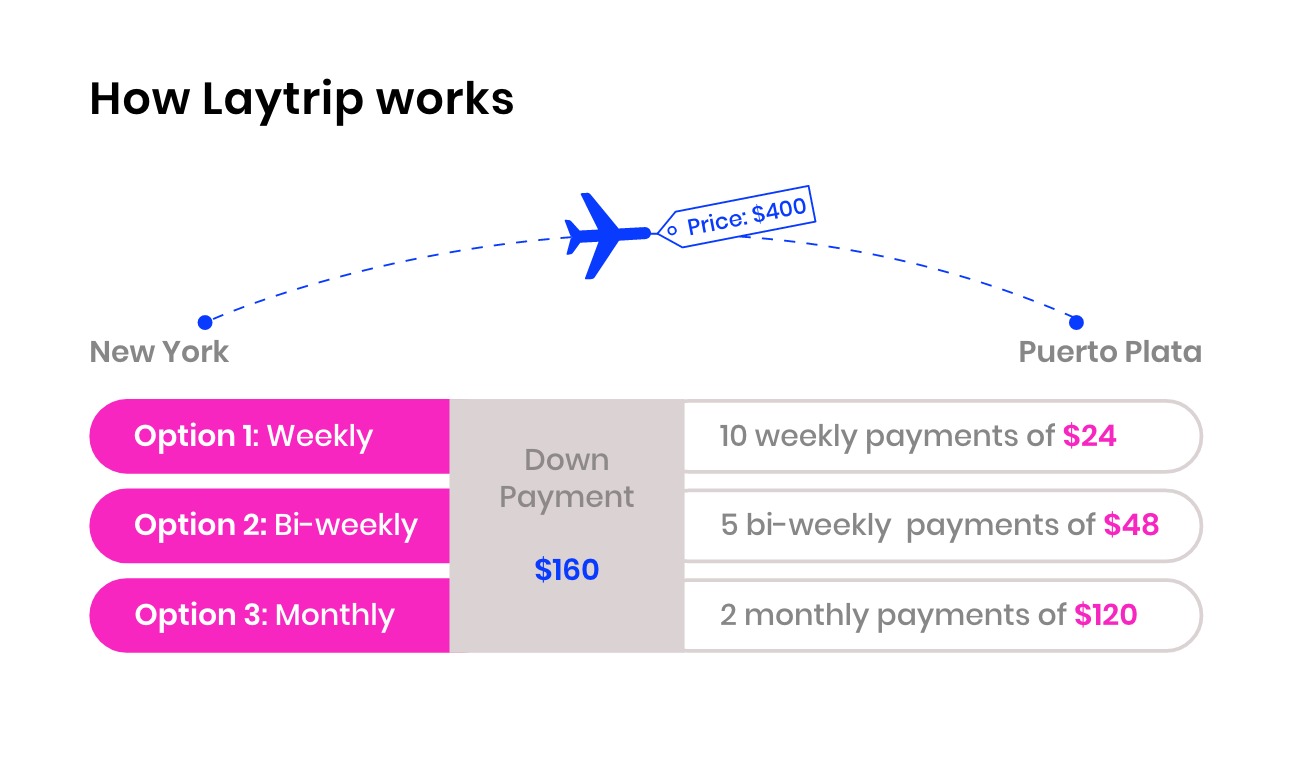 How Laytrip works
Price: $400
New York
Puerto Plata
Option 1: Weekly
Option 2: Bi-weekly
Option 3: Monthly
Down
Payment
$160
10 weekly payments of $24
5 bi-weekly  payments of $48
2 monthly payments of $120